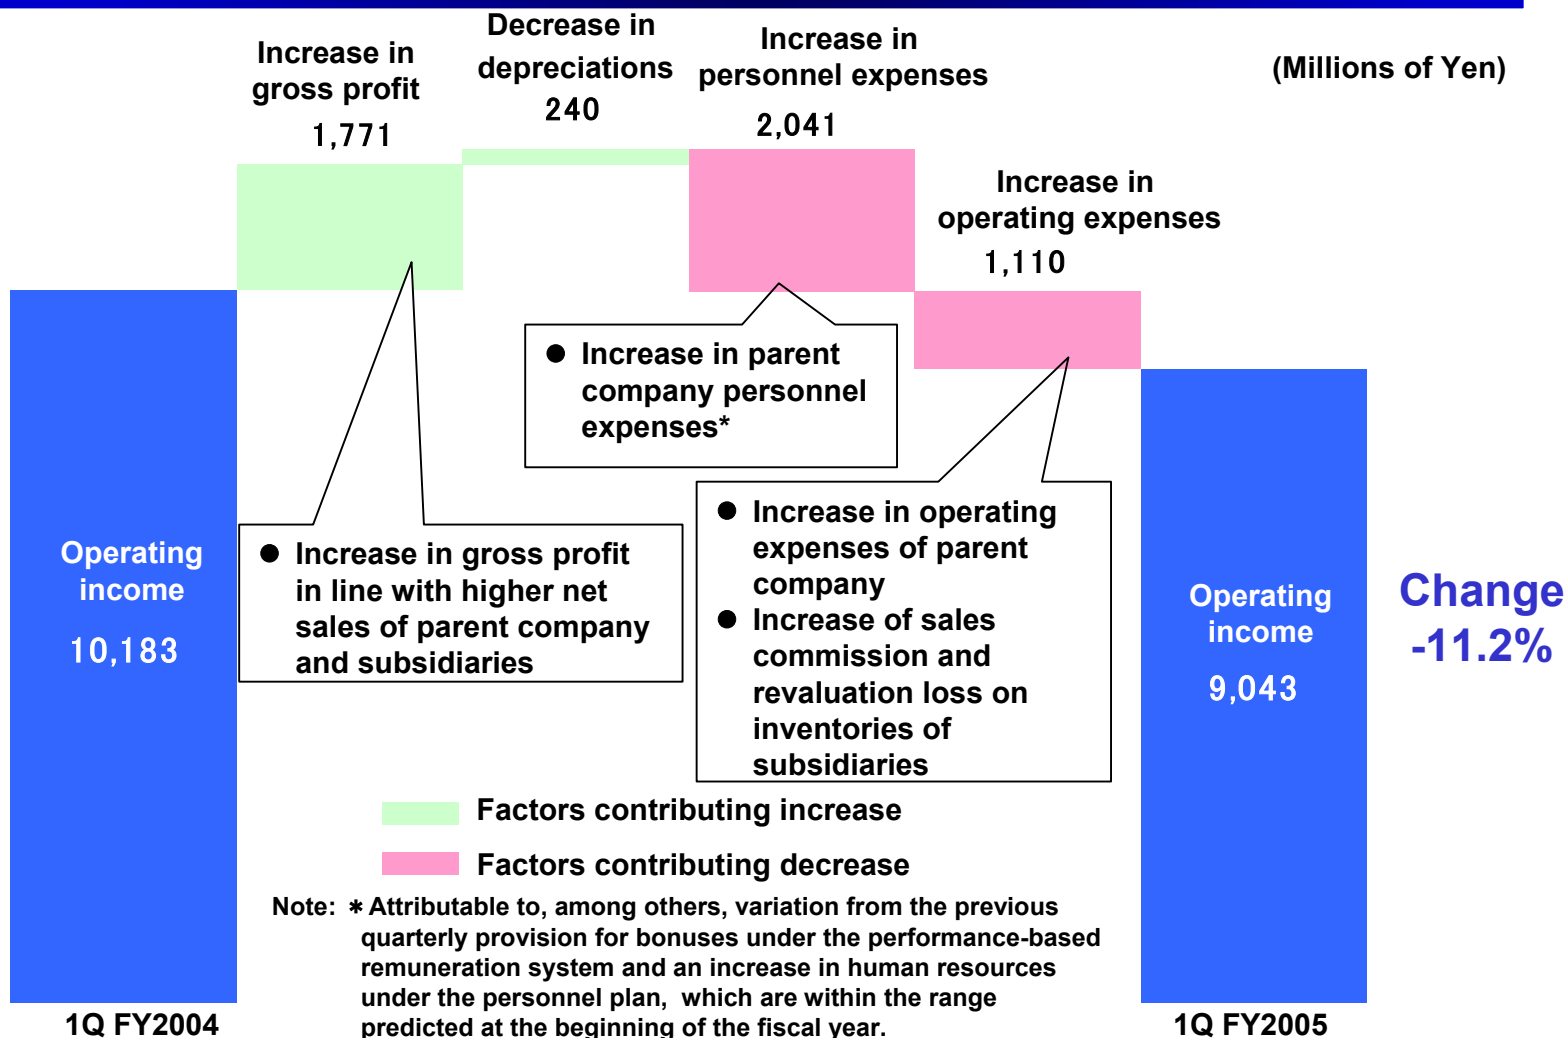 Increase in
gross profit
1,771
Decrease in
depreciations
240
Increase in
personnel expenses
2,041
(Millions of Yen)
Increase in
operating expenses
1,110
● Increase in parent
company personnel
expenses*
● Increase in gross profit
in line with higher net
sales of parent company
and subsidiaries
● Increase in operating
expenses of parent
company
● Increase of sales
commission and
revaluation loss on
inventories of
subsidiaries
Operating
income
10,183
Operating
income
9,043
Change
-11.2%
Factors contributing increase
Factors contributing decrease
Note: * Attributable to, among others, variation from the previous
quarterly provision for bonuses under the performance-based
remuneration system and an increase in human resources
under the personnel plan, which are within the range
predicted at the beginning of the fiscal year.
1Q FY2004
1Q FY2005